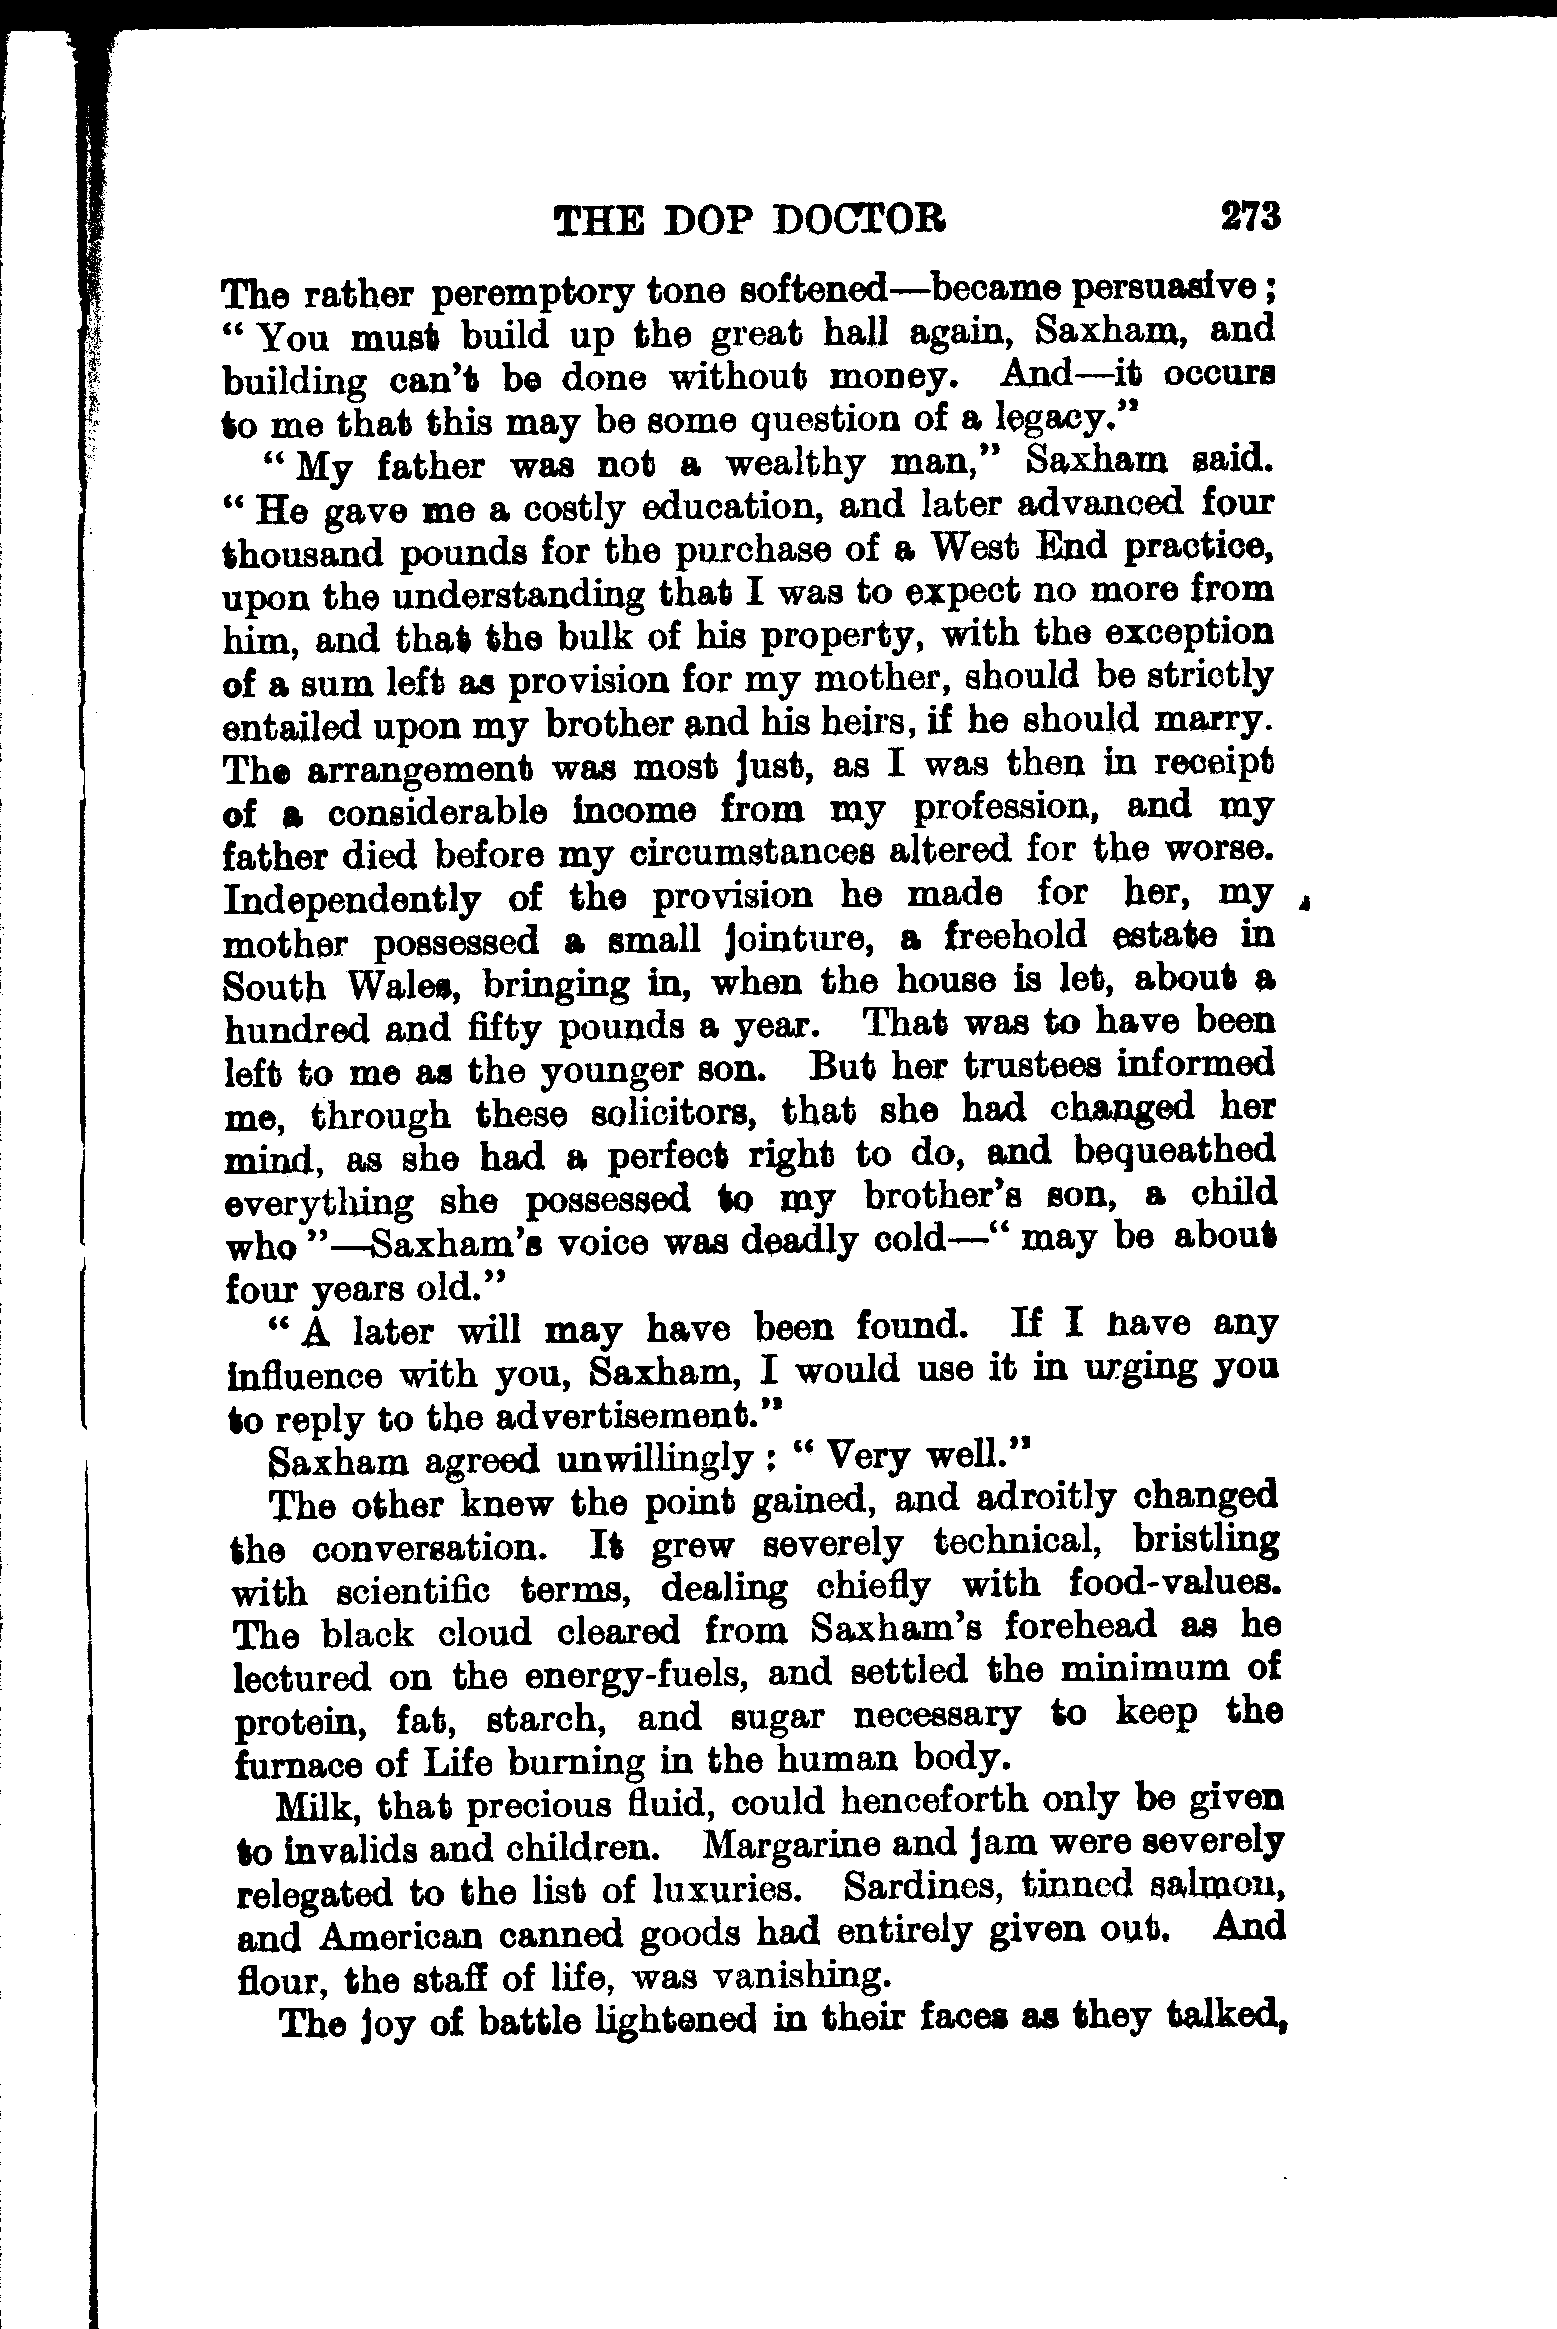 THE DOP DOCTOR 273
The rather peremptory tone softened—became persuasive;
“ You must build up the great hall again, Saxham, and
building can’t be done without money. And—it occurs
to me that this may be some question of a legacy.”
“ My father was not a wealthy man,” Saxham said.
“ He gave me a costly education, and later advanced four
thousand pounds for the purchase of a West End practice,
upon the understanding that I was to expect no more from
him, and that the bulk of his property, with the exception
of a sum left as provision for my mother, should be strictly
entailed upon my brother and his heirs, if he should marry.
The arrangement was most just, as I was then in receipt
of a considerable income from my profession, and my
father died before my circumstances altered for the worse.
Independently of the provision he made for her, my
mother possessed a small jointure, a freehold estate in
South Wales, bringing in, when the house is let, about a
hundred and fifty pounds a year. That was to have been
left to me as the younger son. But her trustees informed
me, through these solicitors, that she had changed her
mind, as she had a perfect right to do, and bequeathed
everything she possessed to my brother’s son, a child
who ”—Saxham’s voice was deadly cold—“ may be about
four years old.”
“ A later will may have been found. If I have any
influence with you, Saxham, I would use it in urging you
to reply to the advertisement.”
Saxham agreed unwillingly : “ Very well.”
The other knew the point gained, and adroitly changed
the conversation. It grew severely technical, bristling
with scientific terms, dealing chiefly with food-values.
The black cloud cleared from Saxham’s forehead as he
lectured on the energy-fuels, and settled the minimum of
protein, fat, starch, and sugar necessary to keep the
furnace of Life burning in the human body.
Milk, that precious fluid, could henceforth only be given
to invalids and children. Margarine and jam were severely
relegated to the list of luxuries. Sardines, tinned salmon,
and American canned goods had entirely given out. And
flour, the staff of life, was vanishing.
The joy of battle lightened in their faces as they talked,